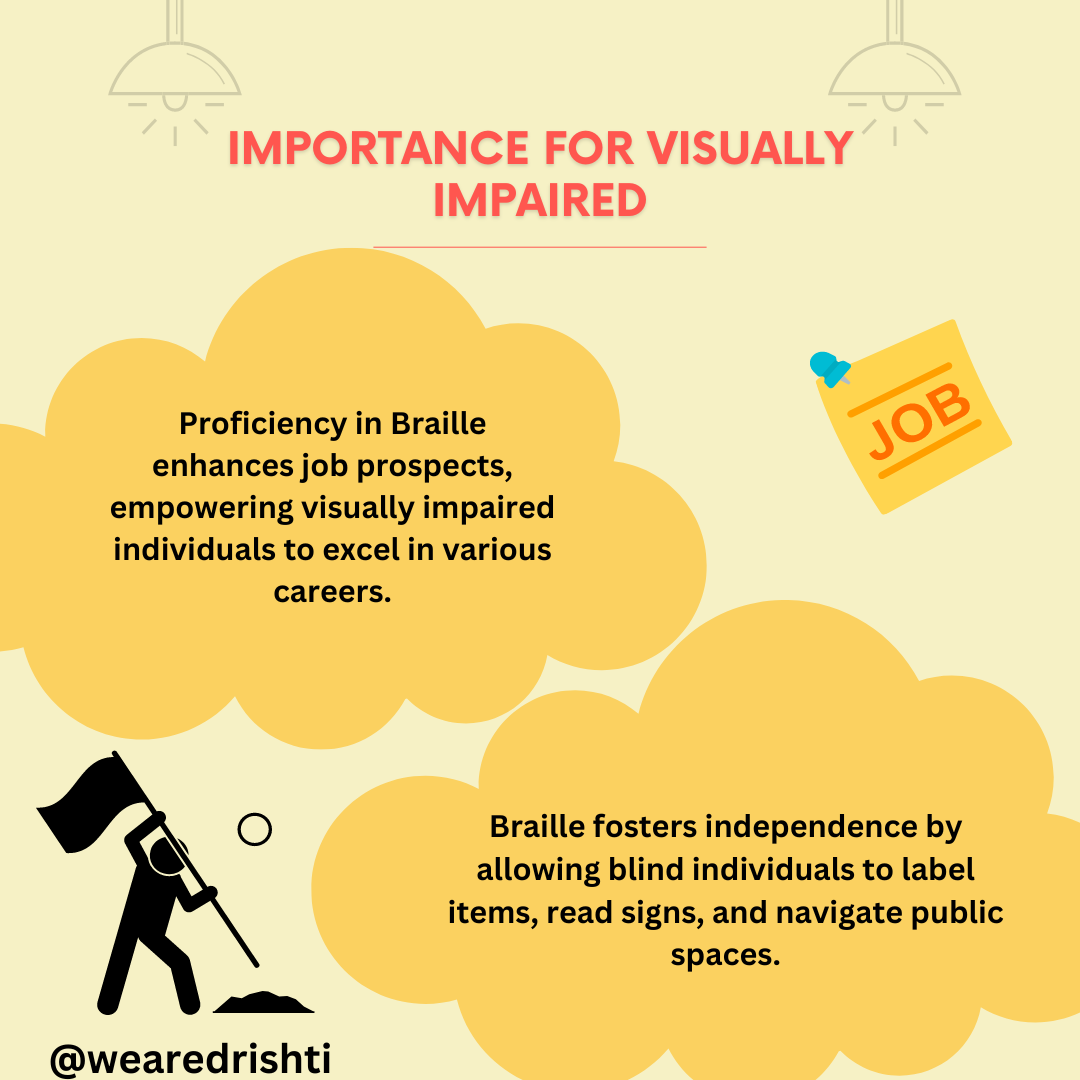 IMPORTANCE FOR VISUALLY
IMPAIRED
Proficiency in Braille
enhances job prospects,
empowering visually impaired
individuals to excel in various
careers.
JOB
Braille fosters independence by
allowing blind individuals to label
items, read signs, and navigate public
spaces.
@wearedrishti